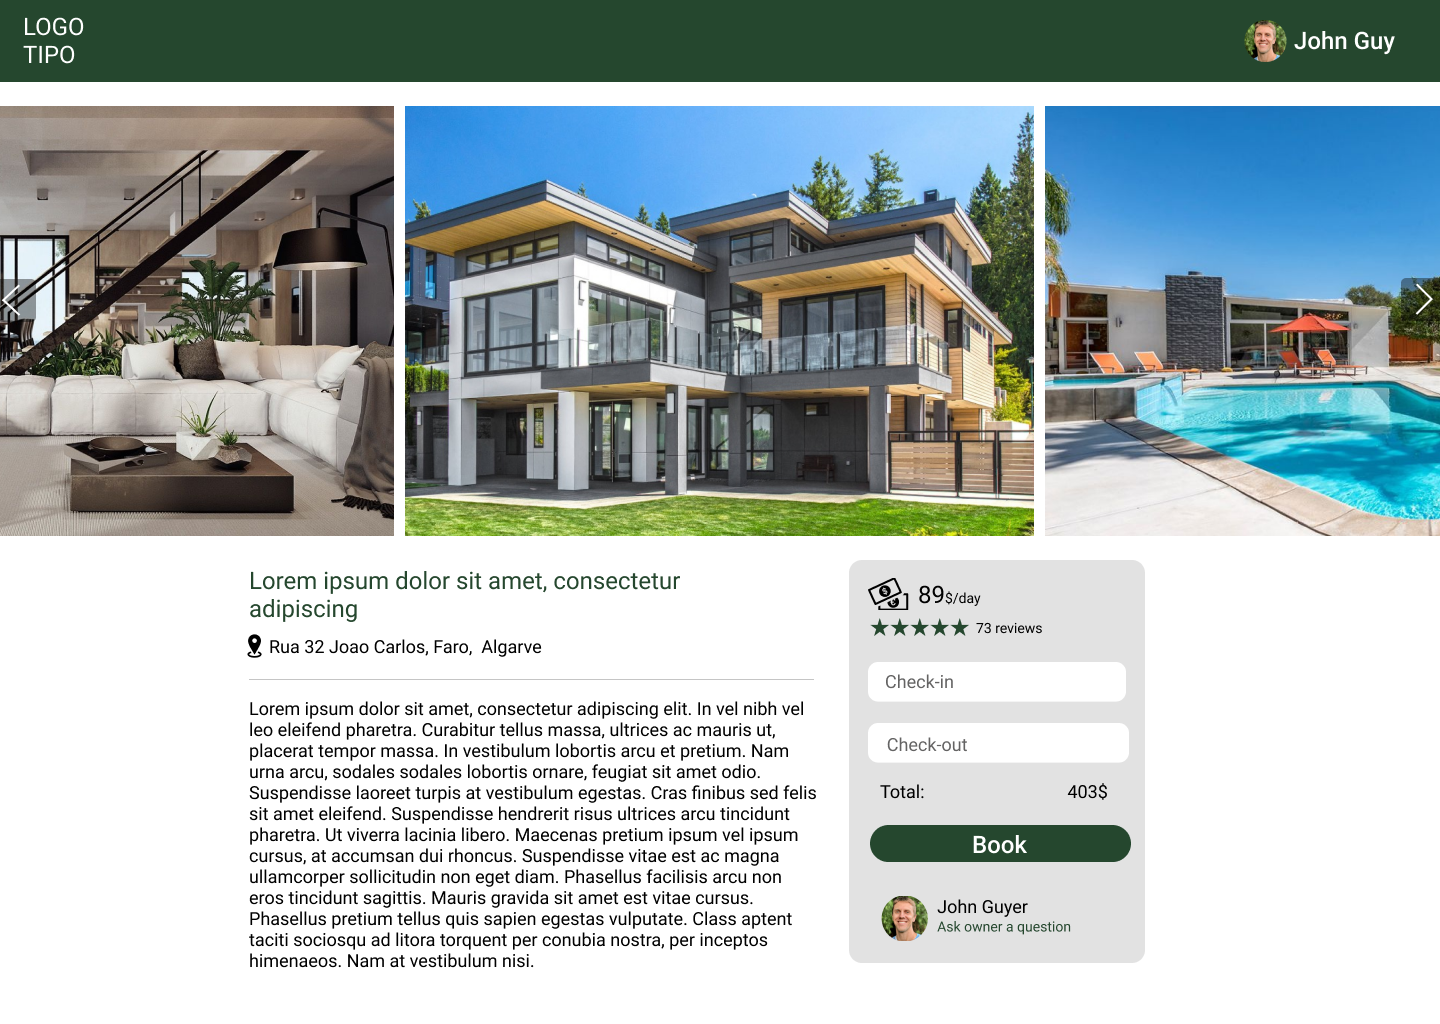 LOGO
TIPO
John Guy
Lorem ipsum dolor sit amet, consectetur
adipiscing
Rua 32 Joao Carlos, Faro,  Algarve
Lorem ipsum dolor sit amet, consectetur adipiscing elit. In vel nibh vel
leo eleifend pharetra. Curabitur tellus massa, ultrices ac mauris ut,
placerat tempor massa. In vestibulum lobortis arcu et pretium. Nam
urna arcu, sodales sodales lobortis ornare, feugiat sit amet odio.
Suspendisse laoreet turpis at vestibulum egestas. Cras finibus sed felis
sit amet eleifend. Suspendisse hendrerit risus ultrices arcu tincidunt
pharetra. Ut viverra lacinia libero. Maecenas pretium ipsum vel ipsum
cursus, at accumsan dui rhoncus. Suspendisse vitae est ac magna
ullamcorper sollicitudin non eget diam. Phasellus facilisis arcu non
eros tincidunt sagittis. Mauris gravida sit amet est vitae cursus.
Phasellus pretium tellus quis sapien egestas vulputate. Class aptent
taciti sociosqu ad litora torquent per conubia nostra, per inceptos
himenaeos. Nam at vestibulum nisi.
89$/day
73 reviews
Check-in
Check-out
Total: 403$
Book
John Guyer
Ask owner a question